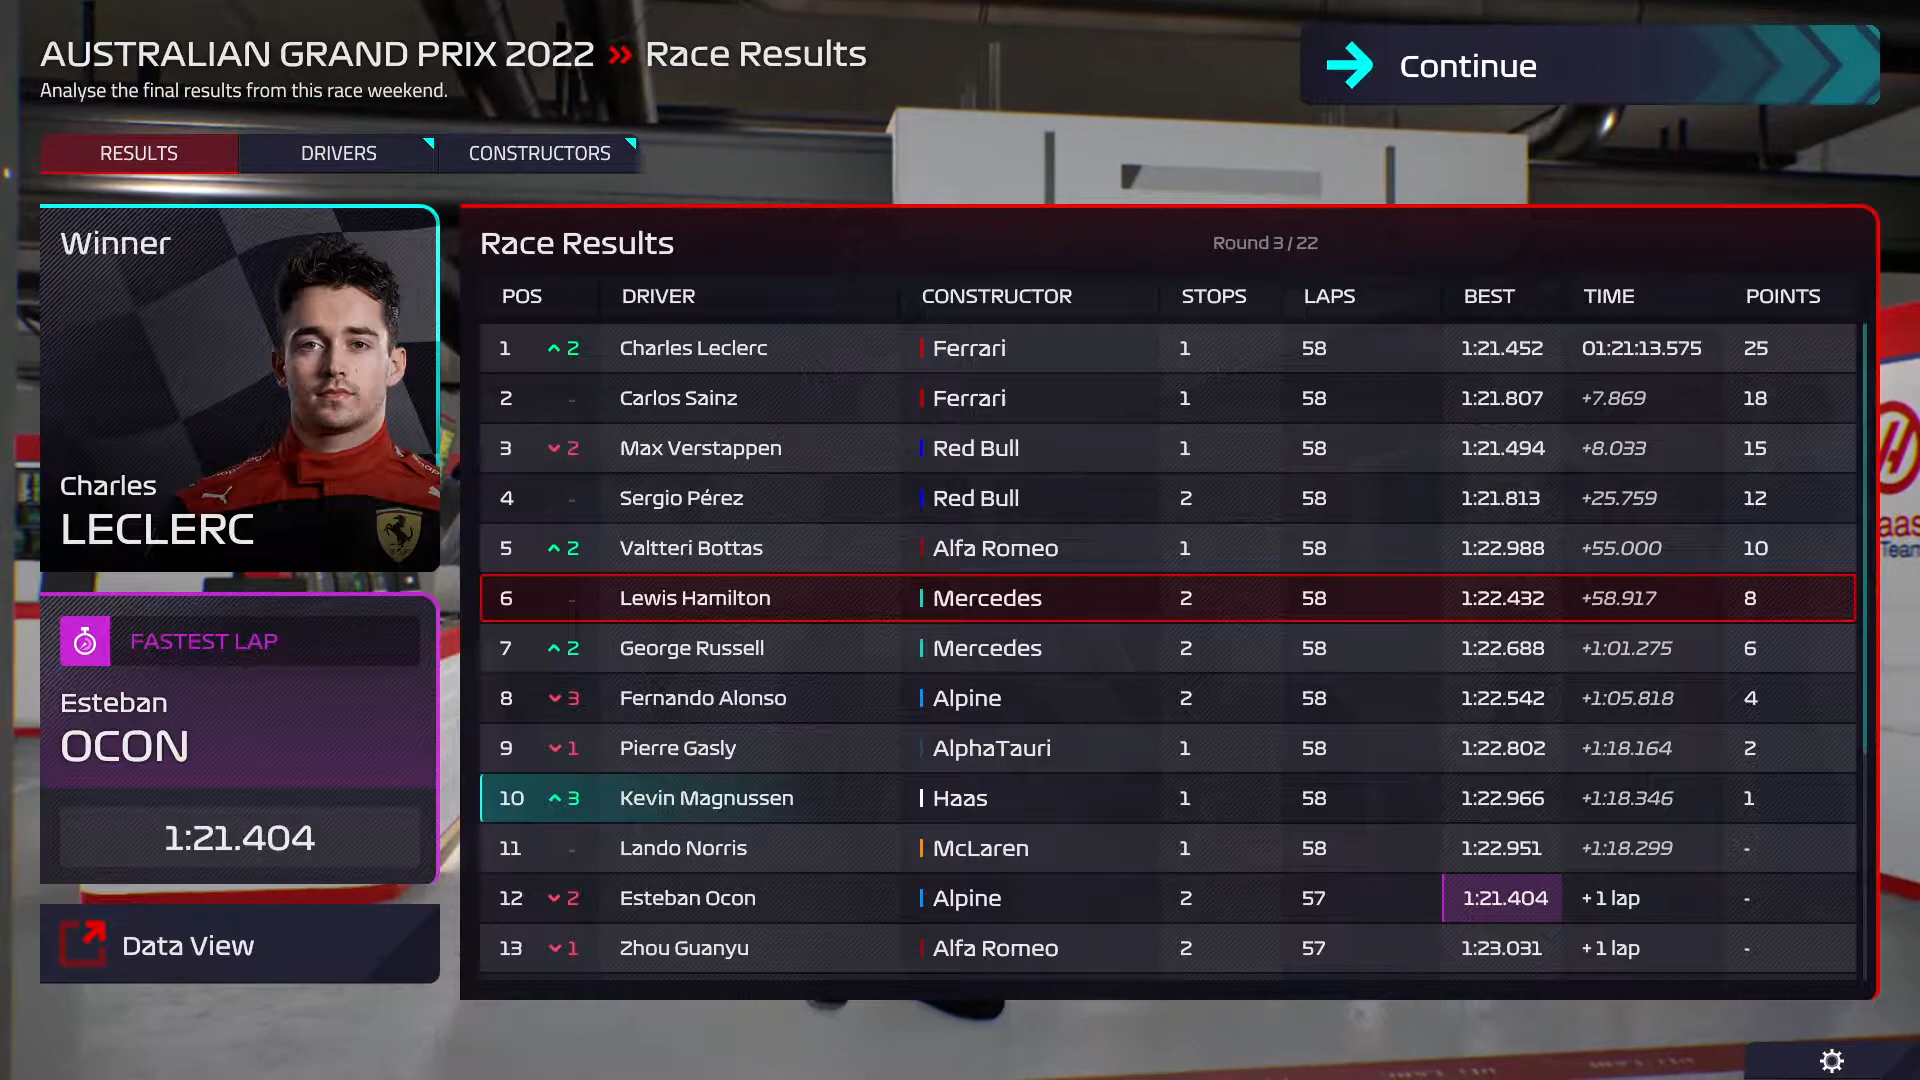 AUSTRALIAN GRAND PRIX 2022 Race Results
Analyse the final results from this race weekend.
Continue
RESULTS DRIVERS CONSTRUCTORS
Winner
Charles
LECLERC
FASTEST LAP
Esteban
OCON
1:21.404
Data View
Race Results Round 3 / 22
POS DRIVER CONSTRUCTOR STOPS LAPS BEST TIME POINTS
1 2 Charles Leclerc Ferrari 1 58 1:21.452 01:21:13.575 25
2 - Carlos Sainz Ferrari 1 58 1:21.807 +7.869 18
3 2 Max Verstappen Red Bull 1 58 1:21.494 +8.033 15
4 - Sergio Pérez Red Bull 2 58 1:21.813 +25.759 12
5 2 Valtteri Bottas Alfa Romeo 1 58 1:22.988 +55.000 10
6 - Lewis Hamilton Mercedes 2 58 1:22.432 +58.917 8
7 2 George Russell Mercedes 2 58 1:22.688 +1:01.275 6
8 3 Fernando Alonso Alpine 2 58 1:22.542 +1:05.818 4
9 1 Pierre Gasly AlphaTauri 1 58 1:22.802 +1:18.164 2
10 3 Kevin Magnussen Haas 1 58 1:22.966 +1:18.346 1
11 - Lando Norris McLaren 1 58 1:22.951 +1:18.299 -
12 2 Esteban Ocon Alpine 2 57 1:21.404 + 1 lap -
13 1 Zhou Guanyu Alfa Romeo 2 57 1:23.031 + 1 lap -
aas
Team